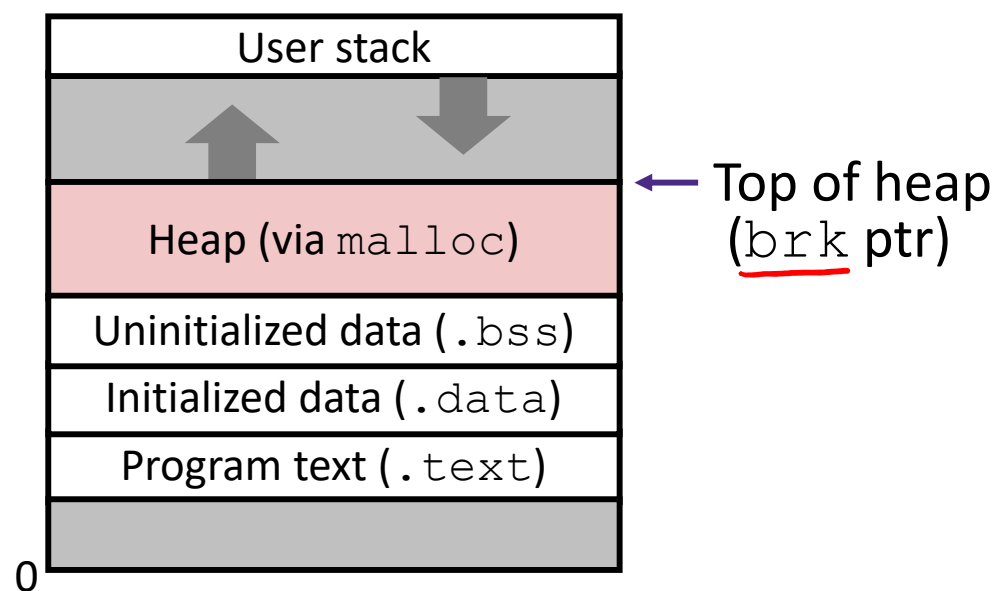 User stack
Top of heap
(brk ptr)
Heap (via malloc)
Uninitialized data (.bss)
Initialized data (.data)
Program text (.text)
0